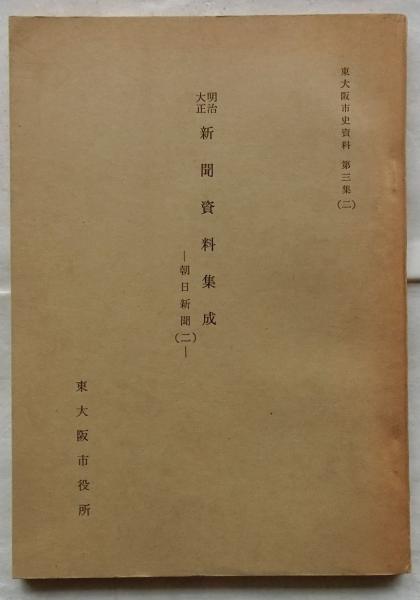 東大阪市史資料 第三集(二)
明治
大正
新聞資料集成
―朝日新聞(二)―
東大阪市役所